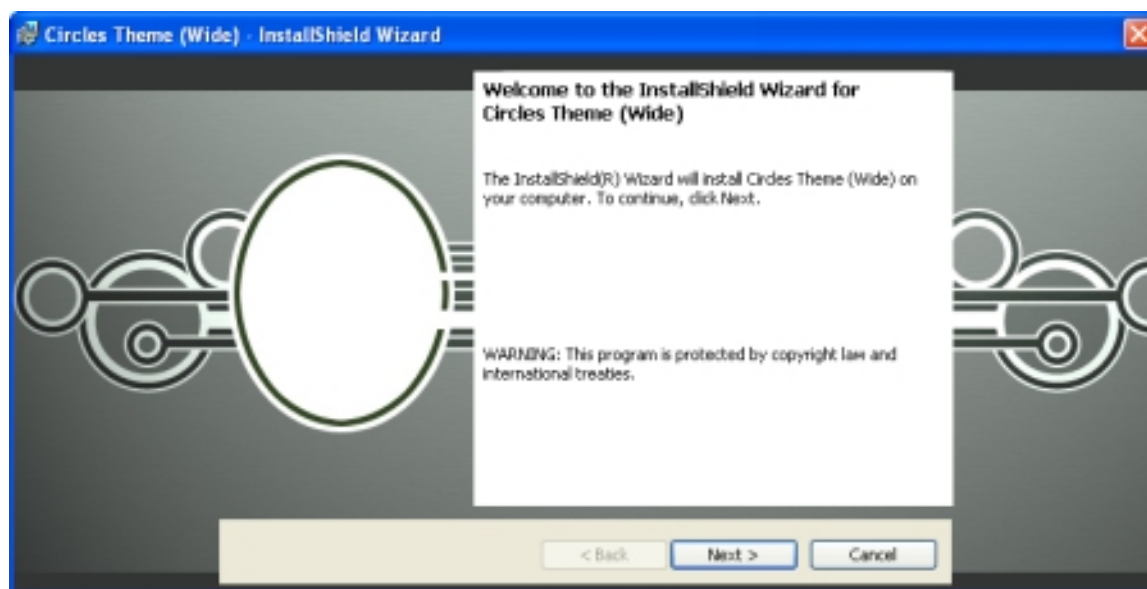 Circles Theme (Wide) - InstallShield Wizard
Welcome to the InstallShield Wizard for
Circles Theme (Wide)
The InstallShield(R) Wizard will install Circles Theme (Wide) on
your computer. To continue, click Next.
WARNING: This program is protected by copyright law and
international treaties.
< Back
Next >
Cancel